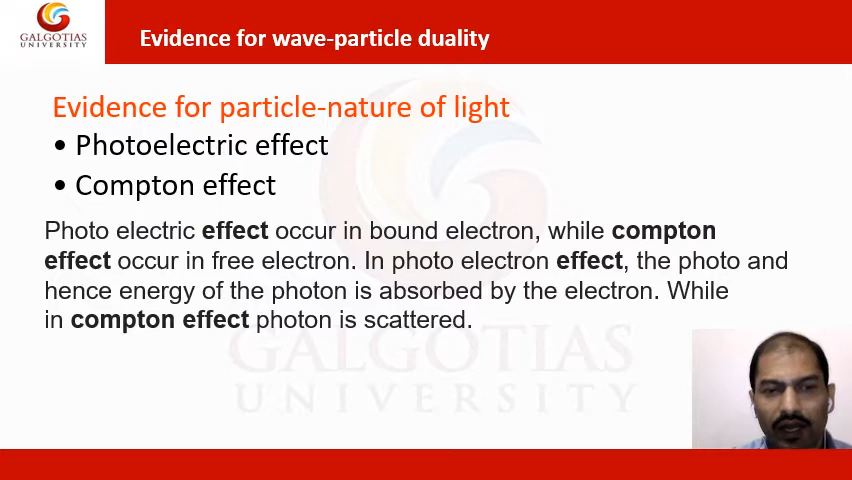 GALGOTIAS
UNIVERSITY
Evidence for wave-particle duality
Evidence for particle-nature of light
• Photoelectric effect
• Compton effect
Photo electric effect occur in bound electron, while compton
effect occur in free electron. In photo electron effect, the photo and
hence energy of the photon is absorbed by the electron. While
in compton effect photon is scattered.
GALGOTIAS
UNIVERSITY